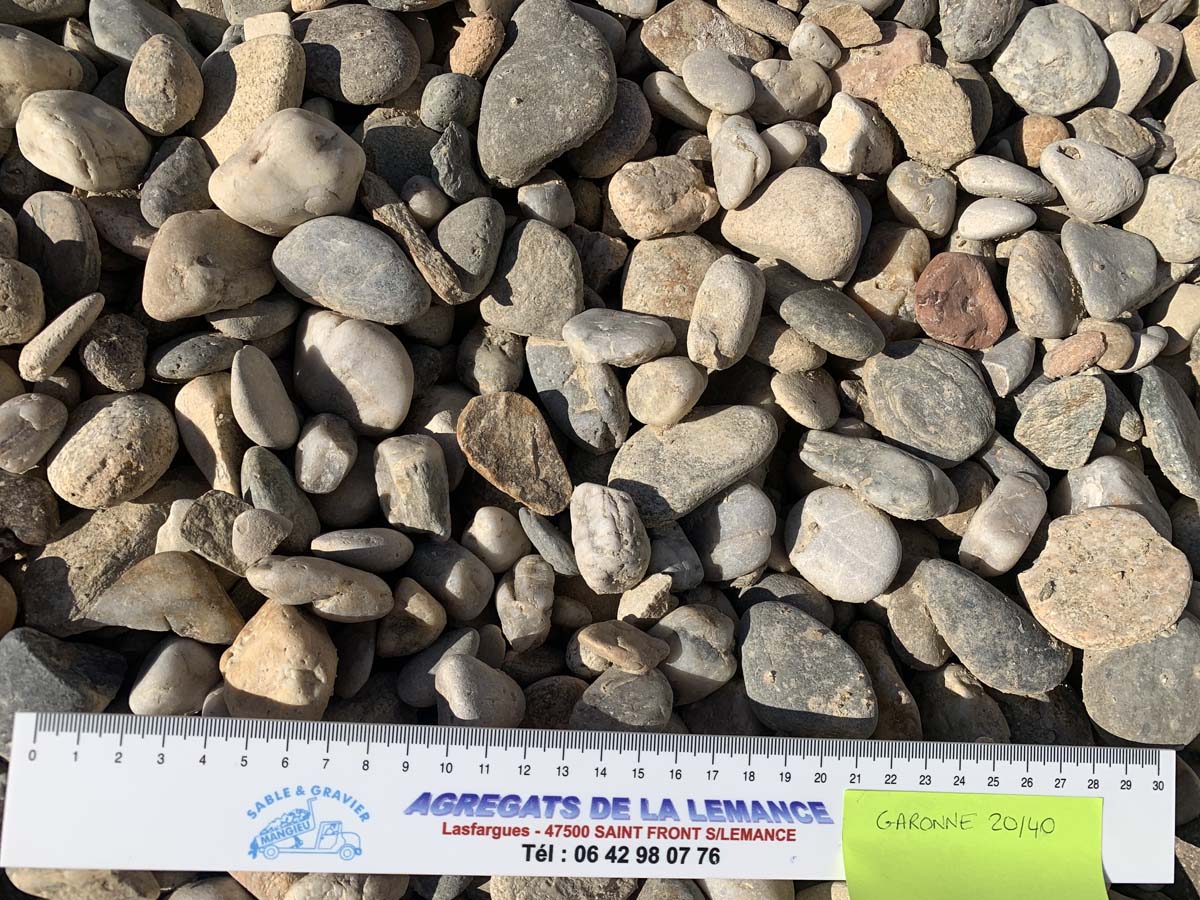 0 1 2 3 4 5 6 7 8 9 10 11 12 13 14 15 16 17 18 19 20 21 22 23 24 25 26 27 28 29 30
SABLE & GRAVIER
MANGIEU
AGREGATS DE LA LEMANCE
Lasfargues - 47500 SAINT FRONT S/LEMANCE
Tél : 06 42 98 07 76
GARONNE 20/40